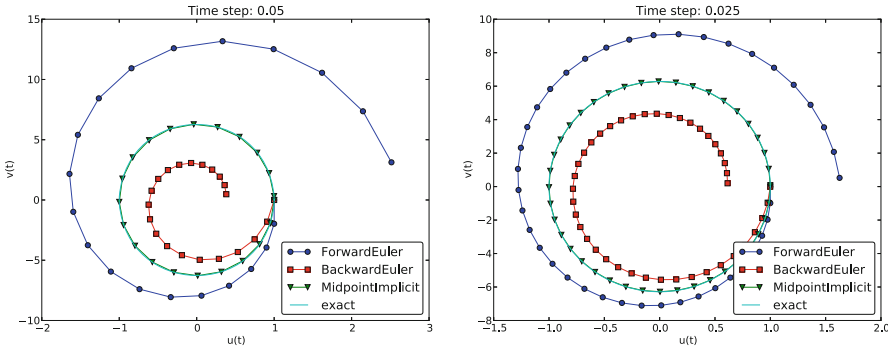 Time step: 0.05
15
10
5
0
−5
−10
−2
−1
0
1
2
3
v(t)
u(t)
ForwardEuler
BackwardEuler
MidpointImplicit
exact
Time step: 0.025
10
8
6
4
2
0
−2
−4
−6
−8
−1.5
−1.0
−0.5
0.0
0.5
1.0
1.5
2.0
v(t)
u(t)
ForwardEuler
BackwardEuler
MidpointImplicit
exact